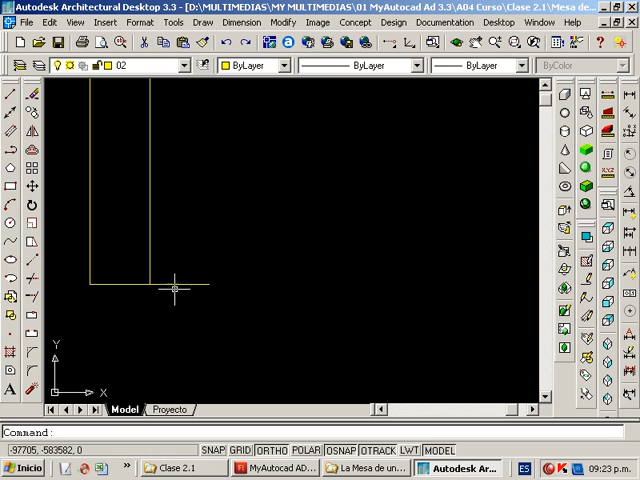 Autodesk Architectural Desktop 3.3 - [D:\MULTIMEDIAS\MY MULTIMEDIAS\01 MyAutocad Ad 3.3\A04 Curso\Clase 2.1\Mesa de...
File Edit View Insert Format Tools Draw Dimension Modify Image Concept Design Documentation Desktop Window Help
02 ByLayer ByLayer ByLayer ByColor
XYZ
Y
X
A
Model Proyecto
Command:
-97705, -583582, 0 SNAP GRID ORTHO POLAR OSNAP OTRACK LWT MODEL
Inicio » Clase 2.1 MyAutocad AD... La Mesa de un... Autodesk Ar... ES 09:23 p.m.